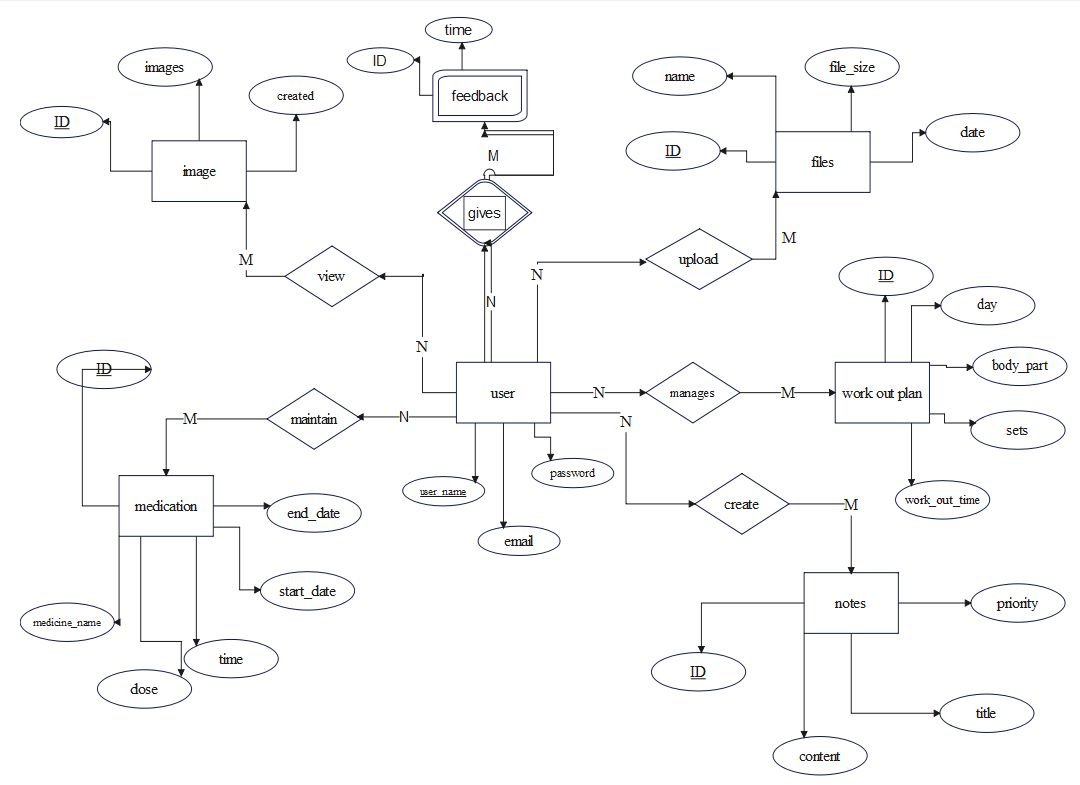 time
ID
images
created
ID
image
feedback
M
gives
name
file_size
ID
date
files
M
upload
N
view
M
N
N
ID
day
body_part
sets
work_out_time
work out plan
M
manages
N
user
N
maintain
M
ID
N
create
M
user_name
password
email
medication
end_date
start_date
medicine_name
time
dose
notes
priority
ID
title
content